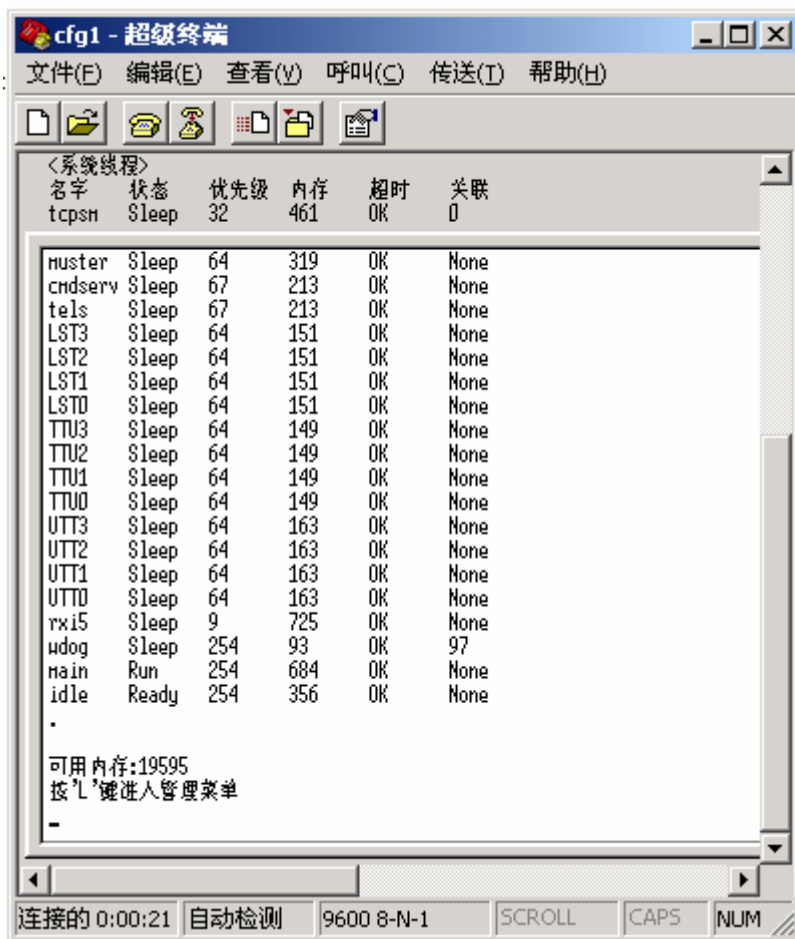 cfg1 - 超级终端
文件(F) 编辑(E) 查看(V) 呼叫(C) 传送(T) 帮助(H)
<系统线程>
名字 状态 优先级 内存 超时 关联
tcpsm Sleep 32 461 OK 0
muster Sleep 64 319 OK None
cmdserv Sleep 67 213 OK None
tels Sleep 67 213 OK None
LST3 Sleep 64 151 OK None
LST2 Sleep 64 151 OK None
LST1 Sleep 64 151 OK None
LST0 Sleep 64 151 OK None
TTU3 Sleep 64 149 OK None
TTU2 Sleep 64 149 OK None
TTU1 Sleep 64 149 OK None
TTU0 Sleep 64 149 OK None
UTT3 Sleep 64 163 OK None
UTT2 Sleep 64 163 OK None
UTT1 Sleep 64 163 OK None
UTT0 Sleep 64 163 OK None
rxi5 Sleep 9 725 OK None
wdog Sleep 254 93 OK 97
main Run 254 684 OK None
idle Ready 254 356 OK None
.
可用内存:19595
按'L'键进入管理菜单
连接的 0:00:21 自动检测 9600 8-N-1 SCROLL CAPS NUM